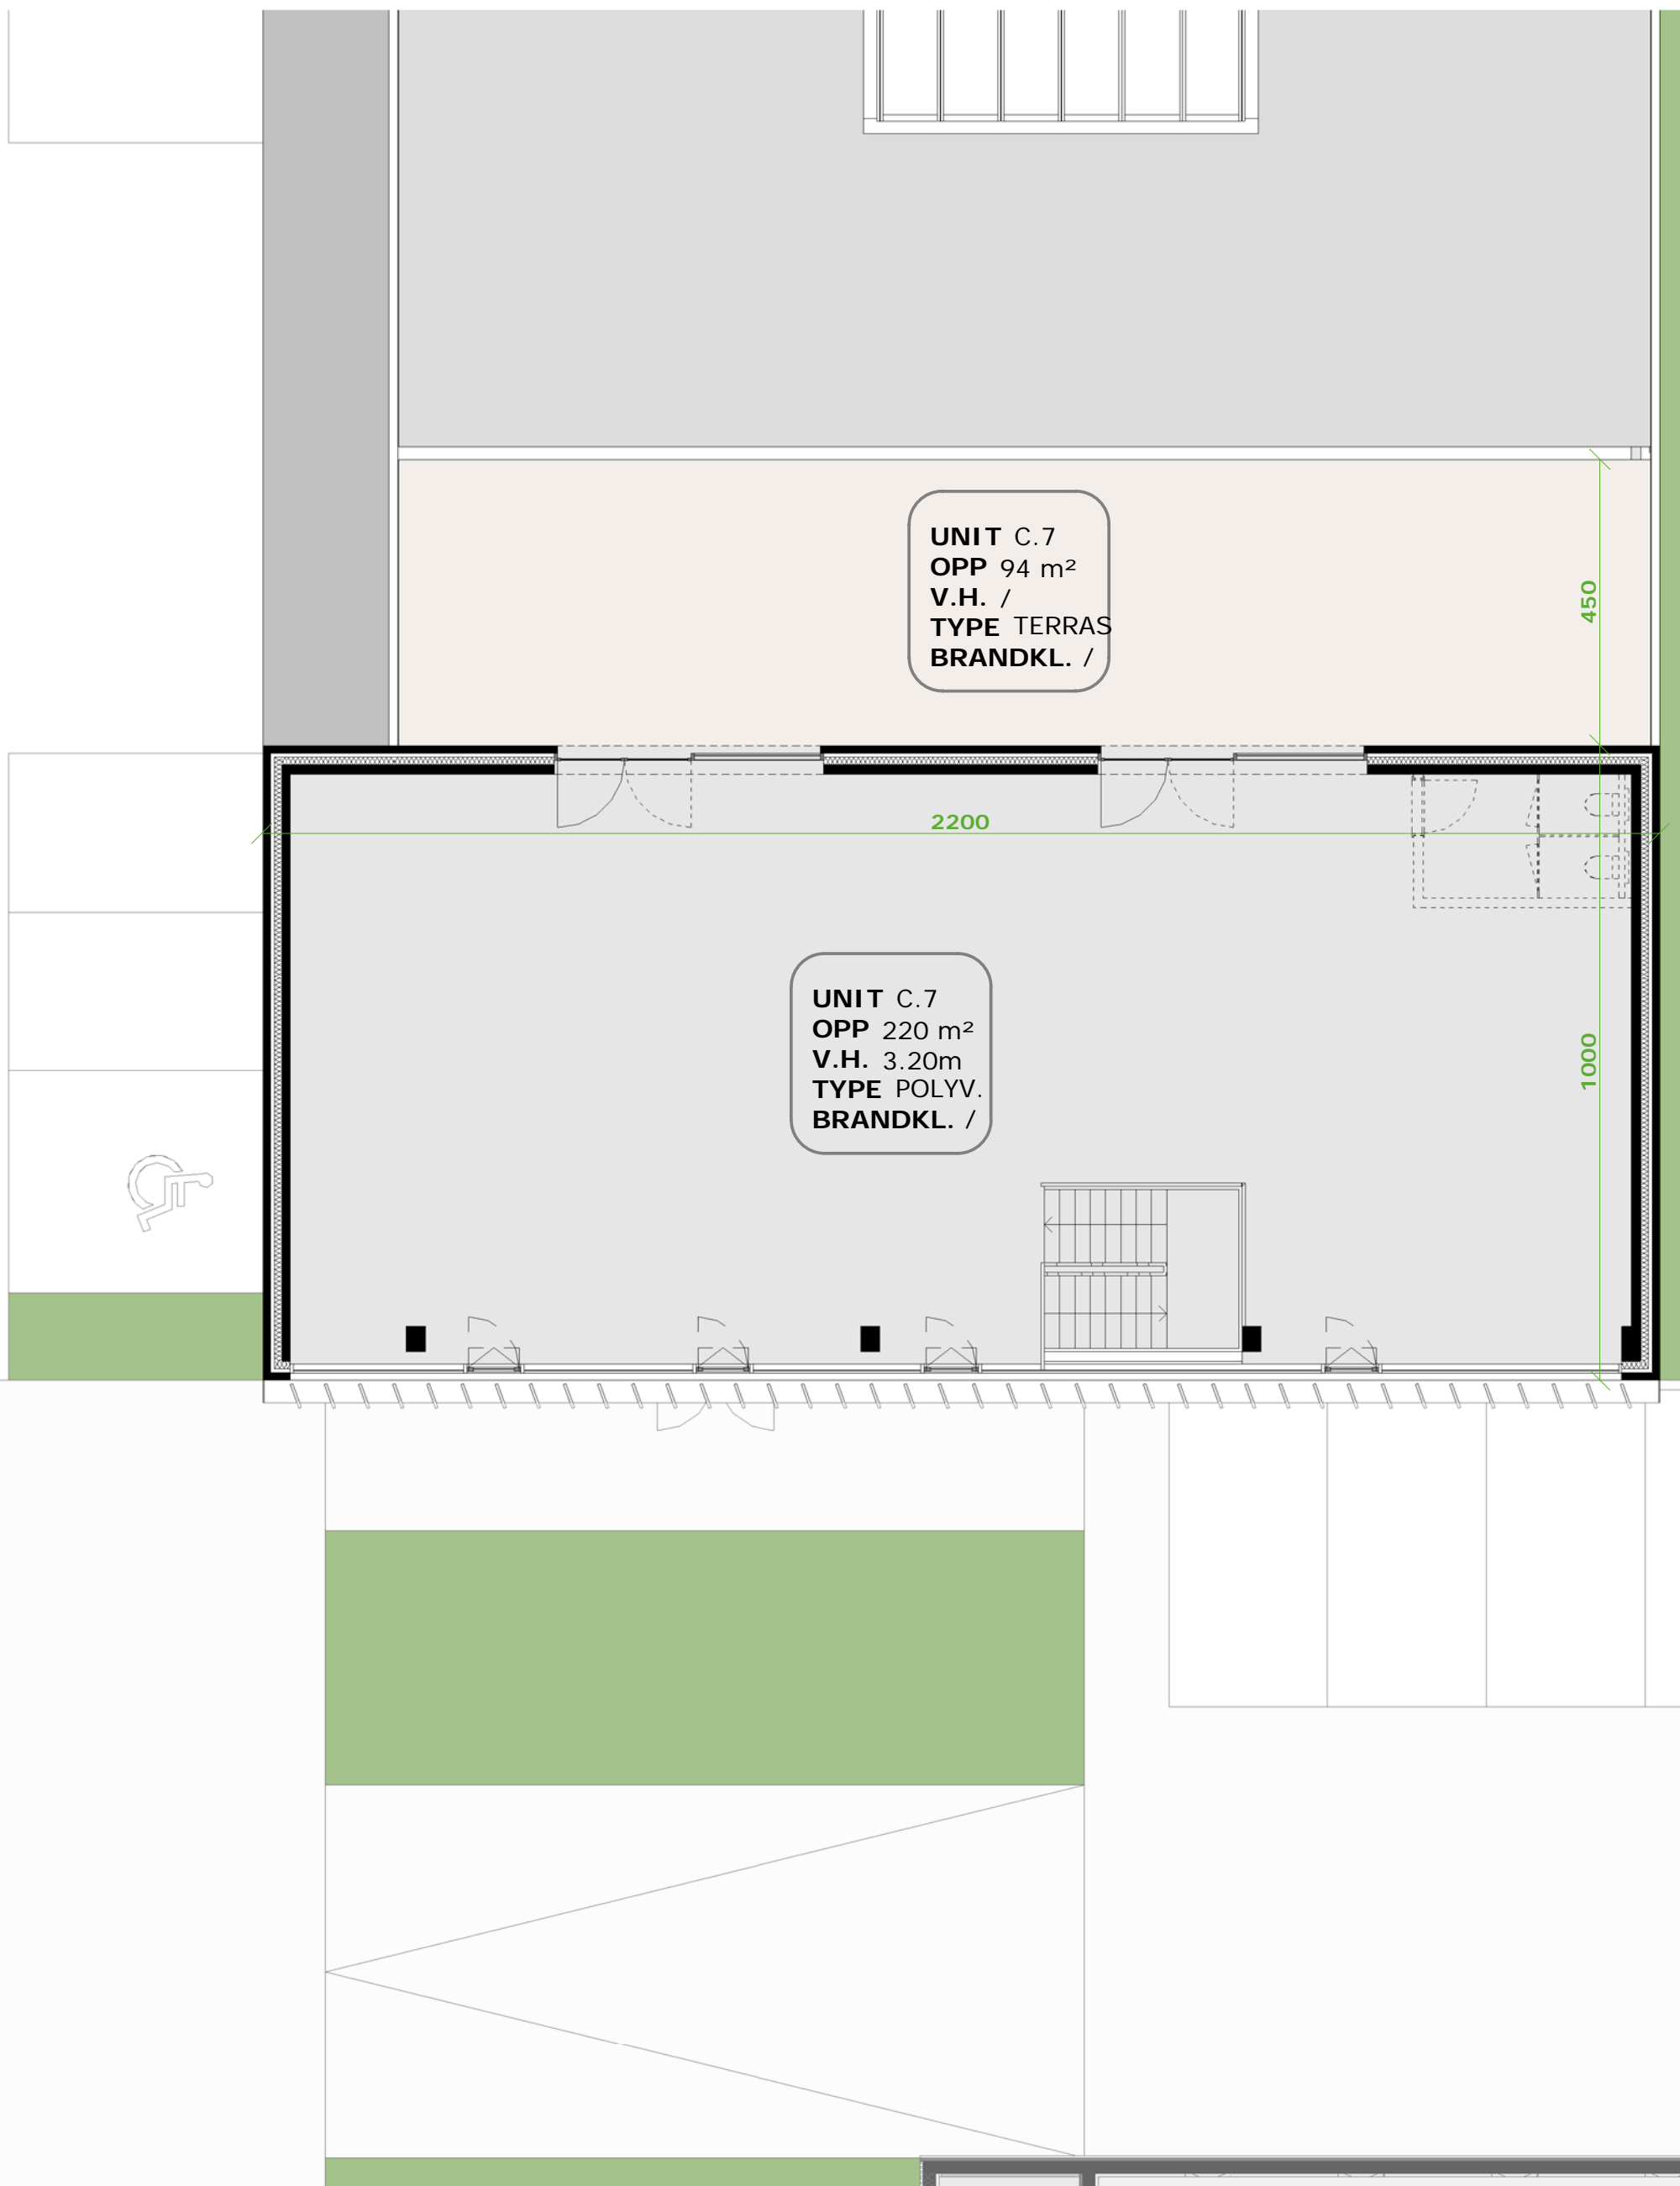 UNIT C.7
OPP 94 m²
V.H. /
TYPE TERRAS
BRANDKL. /
450
2200
UNIT C.7
OPP 220 m²
V.H. 3.20m
TYPE POLYV.
BRANDKL. /
1000